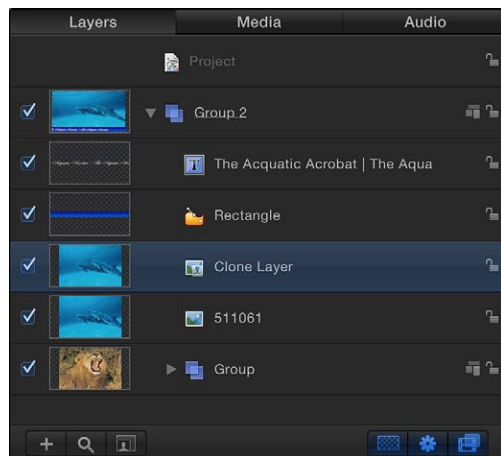 Layers Media Audio
Project
Group 2
The Acquatic Acrobat | The Aqua
Rectangle
Clone Layer
511061
Group